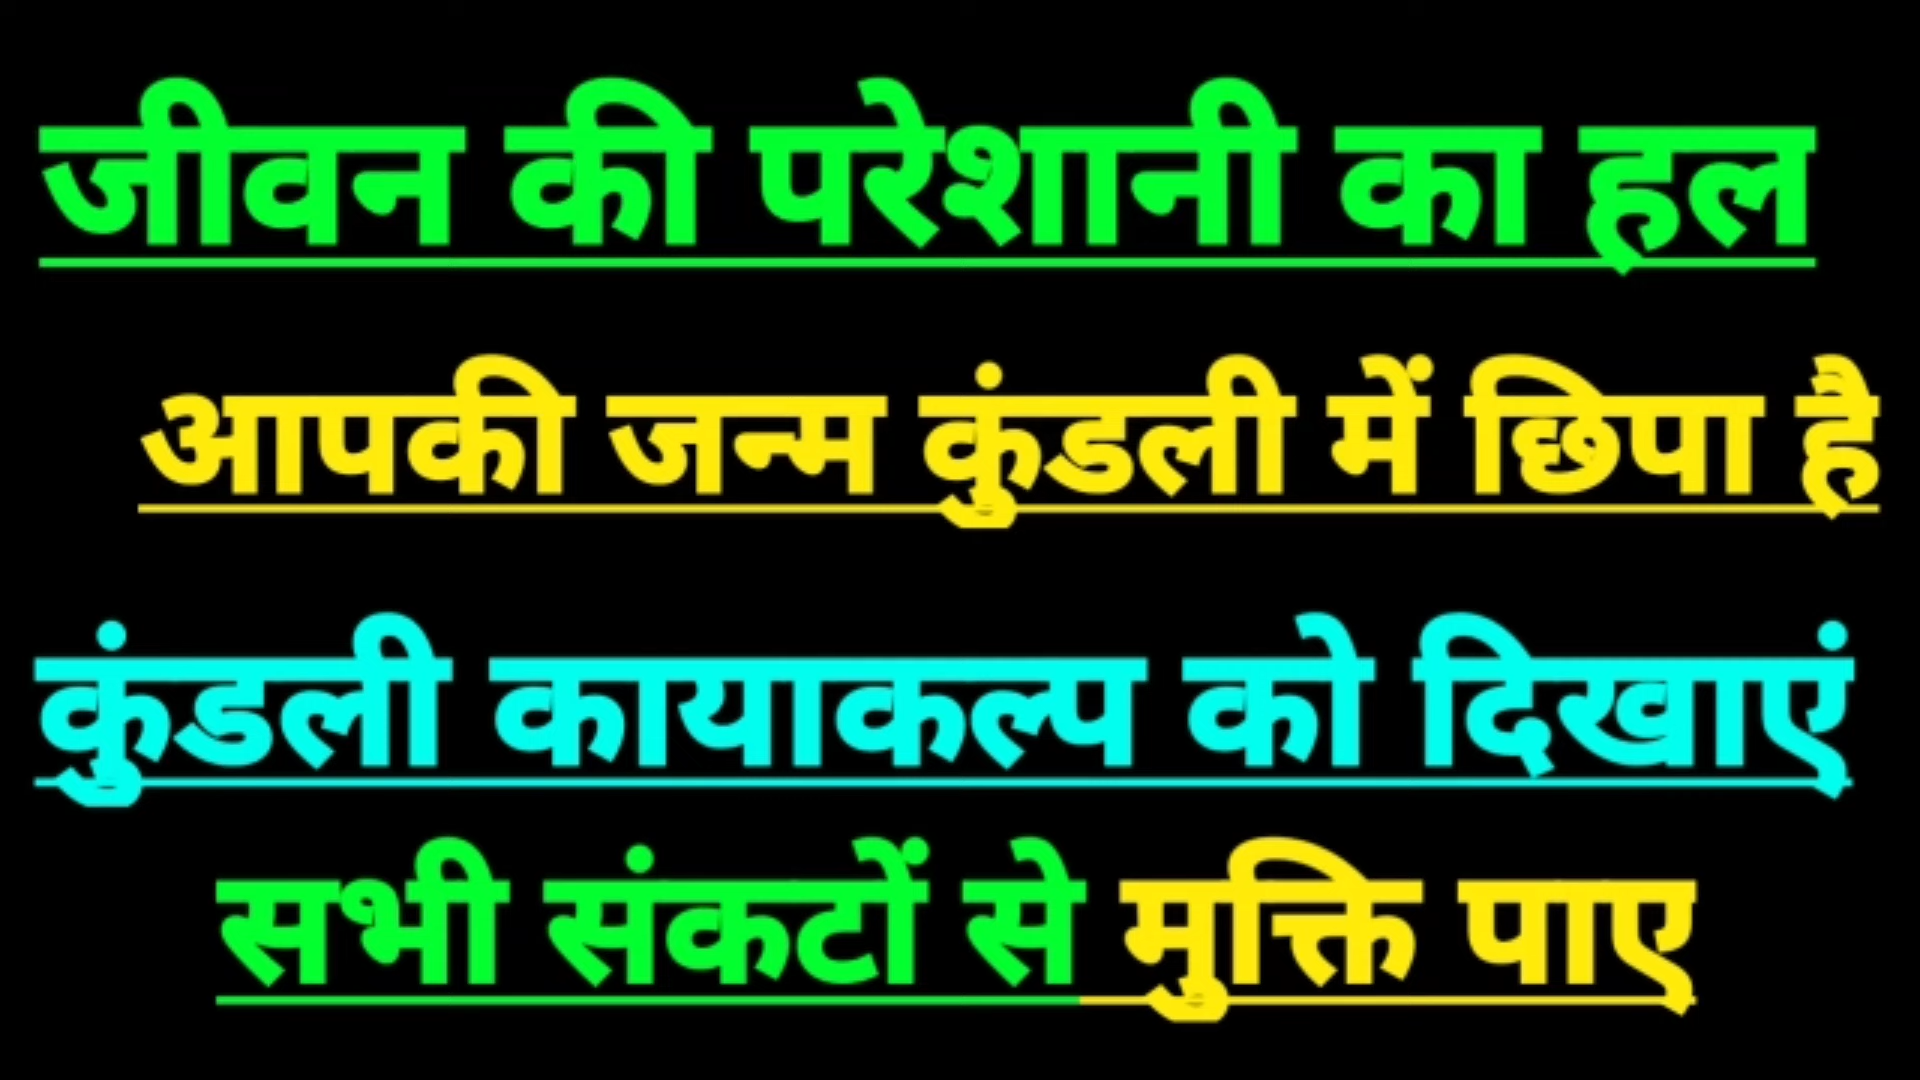 जीवन की परेशानी का हल
आपकी जन्म कुंडली में छिपा है
कुंडली कायाकल्प को दिखाएं
सभी संकटों से मुक्ति पाए